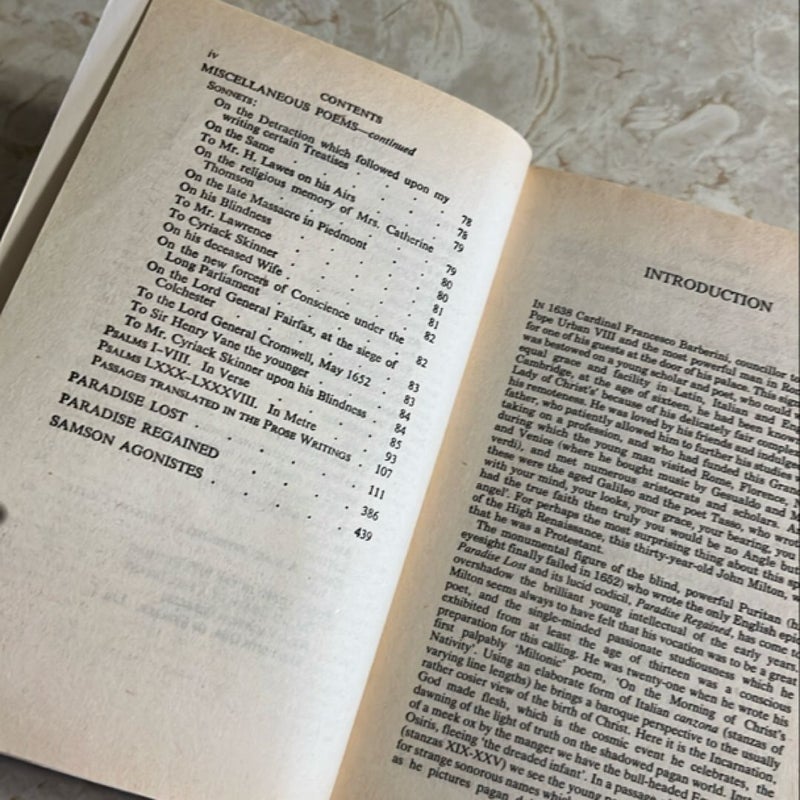 iv
CONTENTS
MISCELLANEOUS POEMS—continued
SONNETS:
On the Detraction which followed upon my
writing certain Treatises . . . . 78
On the Same . . . . 78
To Mr. H. Lawes on his Airs . . . . 79
On the religious memory of Mrs. Catherine
Thomson . . . . 79
On the late Massacre in Piedmont . . . . 80
On his Blindness . . . . 80
To Mr. Lawrence . . . . 81
To Cyriack Skinner . . . . 81
On his deceased Wife . . . . 82
On the new forcers of Conscience under the
Long Parliament . . . . 82
On the Lord General Fairfax, at the siege of
Colchester . . . . 83
To the Lord General Cromwell, May 1652 . 83
To Sir Henry Vane the younger . . . . 84
To Mr. Cyriack Skinner upon his Blindness . 84
PSALMS I–VIII. In Verse . . . . 85
PSALMS LXXX–LXXXVIII. In Metre . . . . 93
PASSAGES TRANSLATED IN THE PROSE WRITINGS . 107
PARADISE LOST . . . . 111
PARADISE REGAINED . . . . 386
SAMSON AGONISTES . . . . 439
INTRODUCTION
In 1638 Cardinal Francesco Barberini, councillor to
Pope Urban VIII and the most powerful man in
for one of his guests at the door of his palace. This
was bestowed on a young scholar and poet, who could
equal grace and facility in Latin, Italian and
Cambridge, at the age of sixteen, he had been
Lady of Christ's' because of his delicately fair
his remoteness. He was loved by his friends and
father, who patiently allowed him to further his studies
taking on a profession, and who had funded this
during which the young man visited Rome, Florence,
and Venice (where he bought music by Gesualdo and
verdi), and met numerous aristocrats and scholars.
these were the aged Galileo and the poet Tasso, who
with your mind, your looks, your grace, your bearing, you
had the true faith then truly you would be no Angle but
angel'. For perhaps the most surprising thing about this
of the High Renaissance, this thirty-year-old John Milton,
that he was a Protestant.
The monumental figure of the blind, powerful Puritan
eyesight finally failed in 1652) who wrote the only English epic
Paradise Lost and its lucid codicil, Paradise Regained, has come to
overshadow the brilliant young intellectual of the early years.
Milton seems always to have felt that his vocation was to be a great
poet, and the single-minded passionate studiousness which he
exhibited from at least the age of thirteen was a conscious
preparation for this calling. He was twenty-one when he wrote his
first palpably 'Miltonic' poem, 'On the Morning of Christ's
Nativity'. Using an elaborate form of Italian canzona (stanzas of
varying line lengths) he brings a baroque perspective to the usually
rather cosier view of the birth of Christ. Here it is the Incarnation,
God made flesh, which is the cosmic event he celebrates, the
dawning of the light of truth on the shadowed pagan world.
of a meek ox by the manger we have the bull-headed
Osiris, fleeing 'the dreaded infant'. In a passage
(stanzas XIX-XXV) we see the young
for strange sonorous names
as he pictures pagan